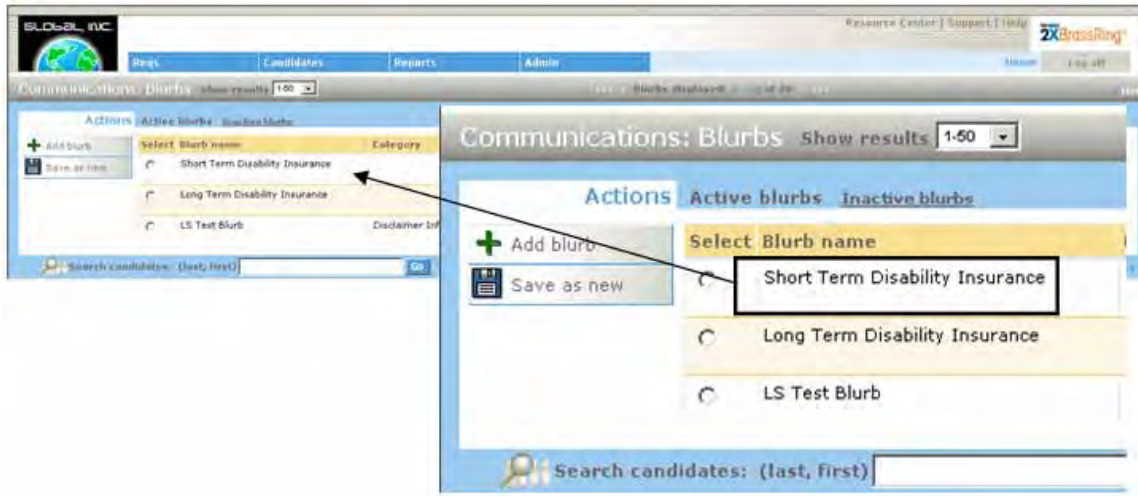 GLOBAL, INC.
Resource Center | Support | Help
2XBrassRing
Reqs Candidates Reports Admin
Home Log off
Communications: Blurbs Show results 1-50
Blurbs displayed:
Actions Active blurbs Inactive blurbs
Add blurb
Save as new
Select Blurb name Category
Short Term Disability Insurance
Long Term Disability Insurance
LS Test Blurb Disclaimer Inf
Search candidates: (last, first) Go
Communications: Blurbs Show results 1-50
Actions Active blurbs Inactive blurbs
Add blurb
Save as new
Select Blurb name
Short Term Disability Insurance
Long Term Disability Insurance
LS Test Blurb
Search candidates: (last, first)